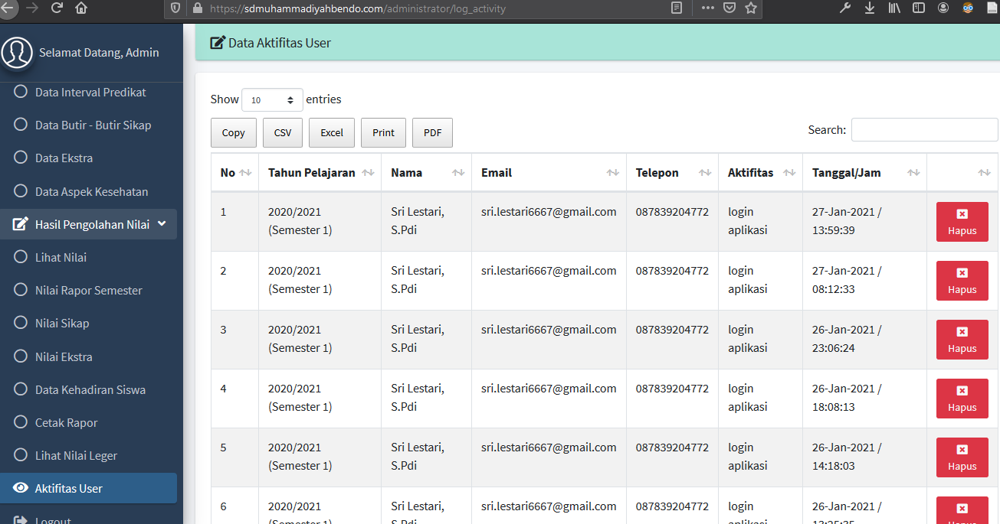 https://sdmuhammadiyahbendo.com/administrator/log_activity
Selamat Datang, Admin
Data Interval Predikat
Data Butir - Butir Sikap
Data Ekstra
Data Aspek Kesehatan
Hasil Pengolahan Nilai
Lihat Nilai
Nilai Rapor Semester
Nilai Sikap
Nilai Ekstra
Data Kehadiran Siswa
Cetak Rapor
Lihat Nilai Leger
Aktifitas User
Logout
Data Aktifitas User
Show 10 entries
Copy CSV Excel Print PDF
Search:
No Tahun Pelajaran Nama Email Telepon Aktifitas Tanggal/Jam
1 2020/2021 Sri Lestari, sri.lestari6667@gmail.com 087839204772 login 27-Jan-2021 /
(Semester 1) S.Pdi aplikasi 13:59:39
Hapus
2 2020/2021 Sri Lestari, sri.lestari6667@gmail.com 087839204772 login 27-Jan-2021 /
(Semester 1) S.Pdi aplikasi 08:12:33
Hapus
3 2020/2021 Sri Lestari, sri.lestari6667@gmail.com 087839204772 login 26-Jan-2021 /
(Semester 1) S.Pdi aplikasi 23:06:24
Hapus
4 2020/2021 Sri Lestari, sri.lestari6667@gmail.com 087839204772 login 26-Jan-2021 /
(Semester 1) S.Pdi aplikasi 18:08:13
Hapus
5 2020/2021 Sri Lestari, sri.lestari6667@gmail.com 087839204772 login 26-Jan-2021 /
(Semester 1) S.Pdi aplikasi 14:18:03
Hapus
6 2020/2021 Sri Lestari, sri.lestari6667@gmail.com 087839204772 login 26-Jan-2021 /
(Semester 1) S.Pdi aplikasi